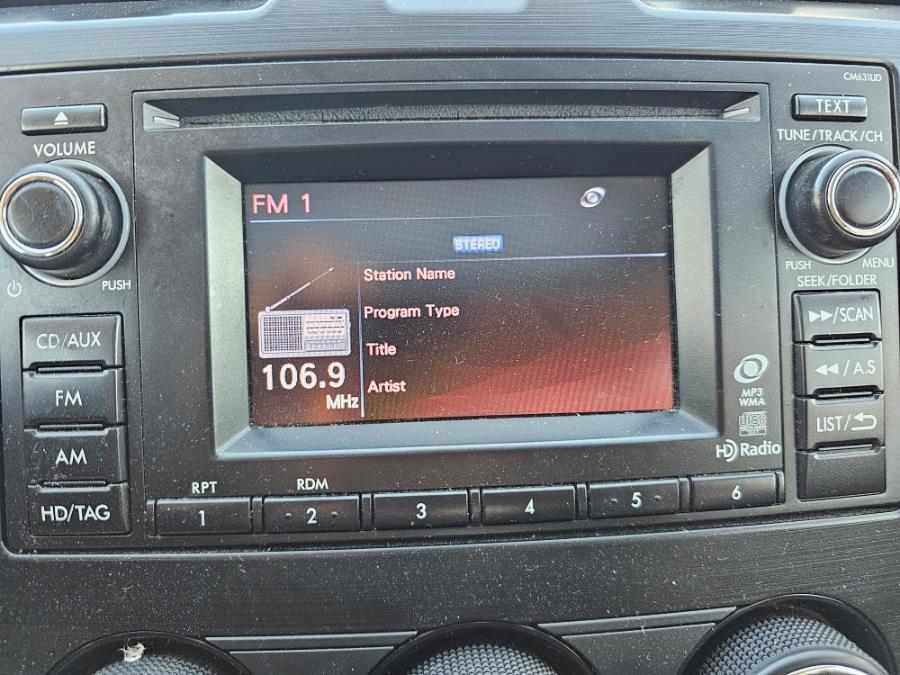 CM631UD
TEXT
VOLUME
TUNE/TRACK/CH
FM 1
STEREO
PUSH
PUSH
MENU
Station Name
SEEK/FOLDER
CD/AUX
Program Type
/SCAN
Title
/A.S
106.9
MHz
Artist
MP3
WMA
FM
LIST/
AM
HD Radio
RPT
RDM
HD/TAG
1
2
3
4
5
6